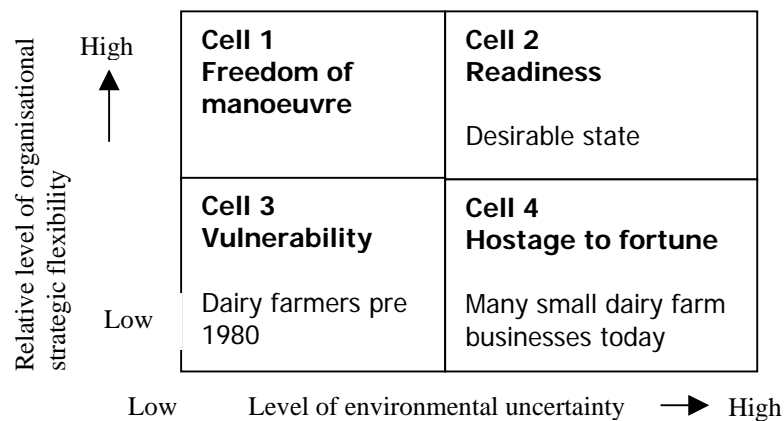 Relative level of organisational
strategic flexibility
High
Low
Cell 1
Freedom of
manoeuvre
Cell 2
Readiness
Desirable state
Cell 3
Vulnerability
Dairy farmers pre
1980
Cell 4
Hostage to fortune
Many small dairy farm
businesses today
Low
Level of environmental uncertainty
High